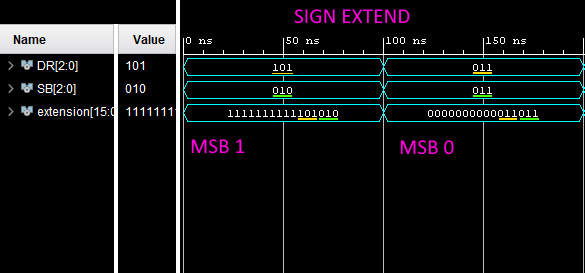 SIGN EXTEND
Name Value
0 ns 50 ns 100 ns 150 ns
DR[2:0] 101 101 011
SB[2:0] 010 010 011
extension[15:0 1111111 1111111111101010 0000000000011011
MSB 1 MSB 0